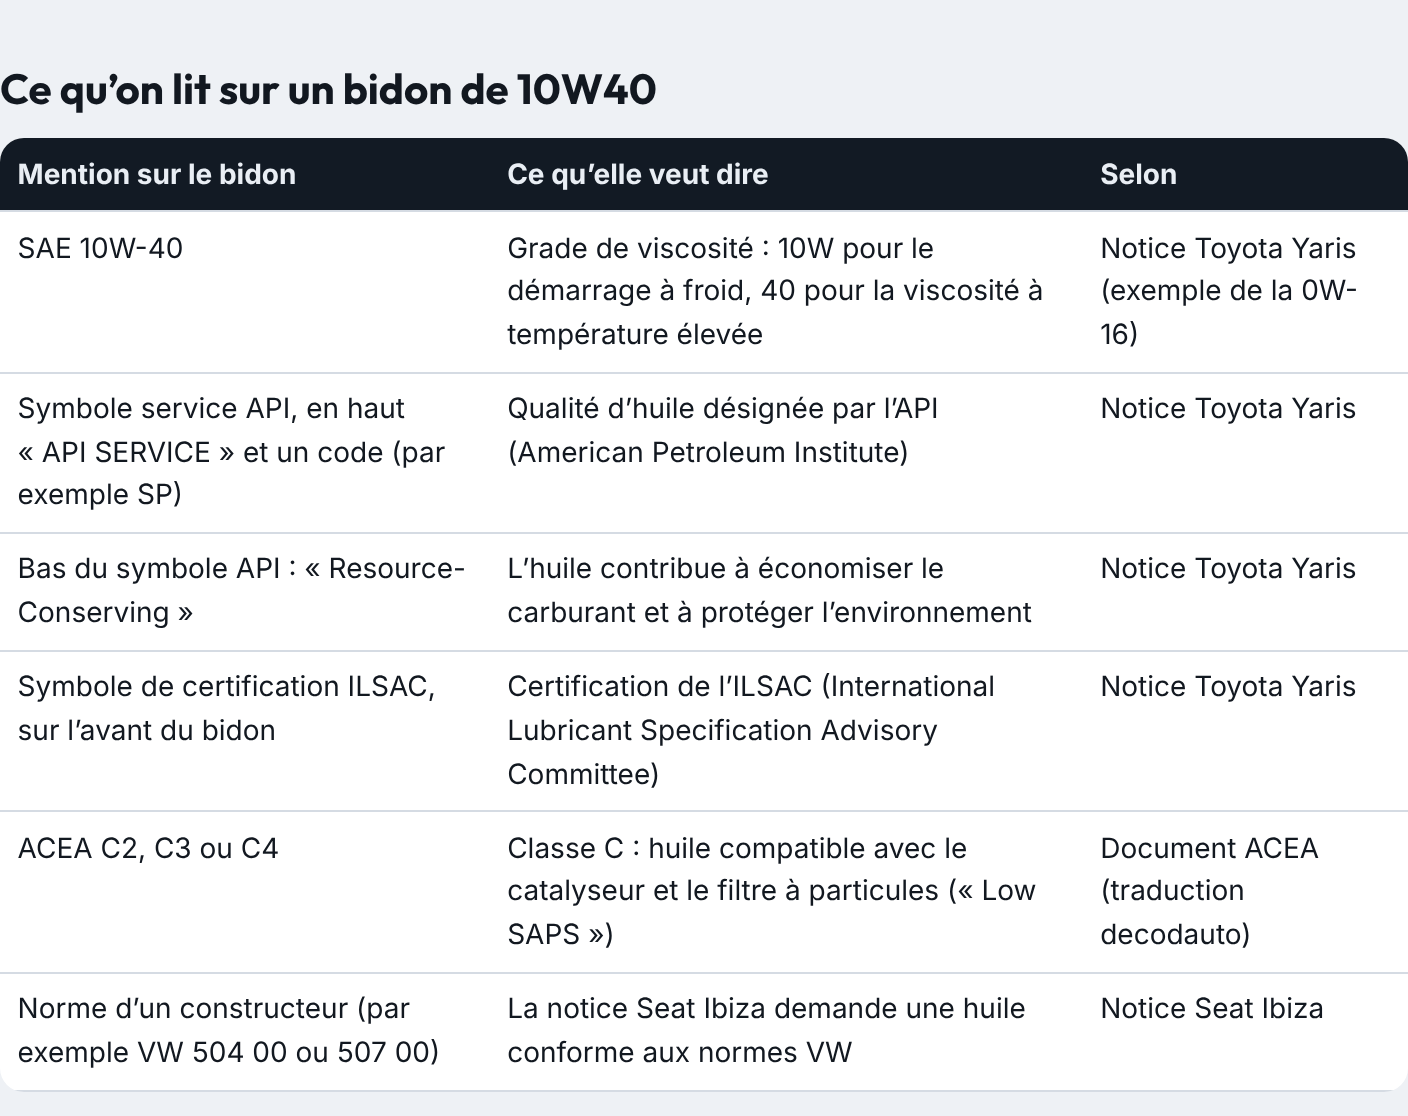 Ce qu’on lit sur un bidon de 10W40
Mention sur le bidon
Ce qu’elle veut dire
Selon
SAE 10W-40
Grade de viscosité : 10W pour le
démarrage à froid, 40 pour la viscosité à
température élevée
Notice Toyota Yaris
(exemple de la 0W-
16)
Symbole service API, en haut
« API SERVICE » et un code (par
exemple SP)
Qualité d’huile désignée par l’API
(American Petroleum Institute)
Notice Toyota Yaris
Bas du symbole API : « Resource-
Conserving »
L’huile contribue à économiser le
carburant et à protéger l’environnement
Notice Toyota Yaris
Symbole de certification ILSAC,
sur l’avant du bidon
Certification de l’ILSAC (International
Lubricant Specification Advisory
Committee)
Notice Toyota Yaris
ACEA C2, C3 ou C4
Classe C : huile compatible avec le
catalyseur et le filtre à particules (« Low
SAPS »)
Document ACEA
(traduction
decodauto)
Norme d’un constructeur (par
exemple VW 504 00 ou 507 00)
La notice Seat Ibiza demande une huile
conforme aux normes VW
Notice Seat Ibiza